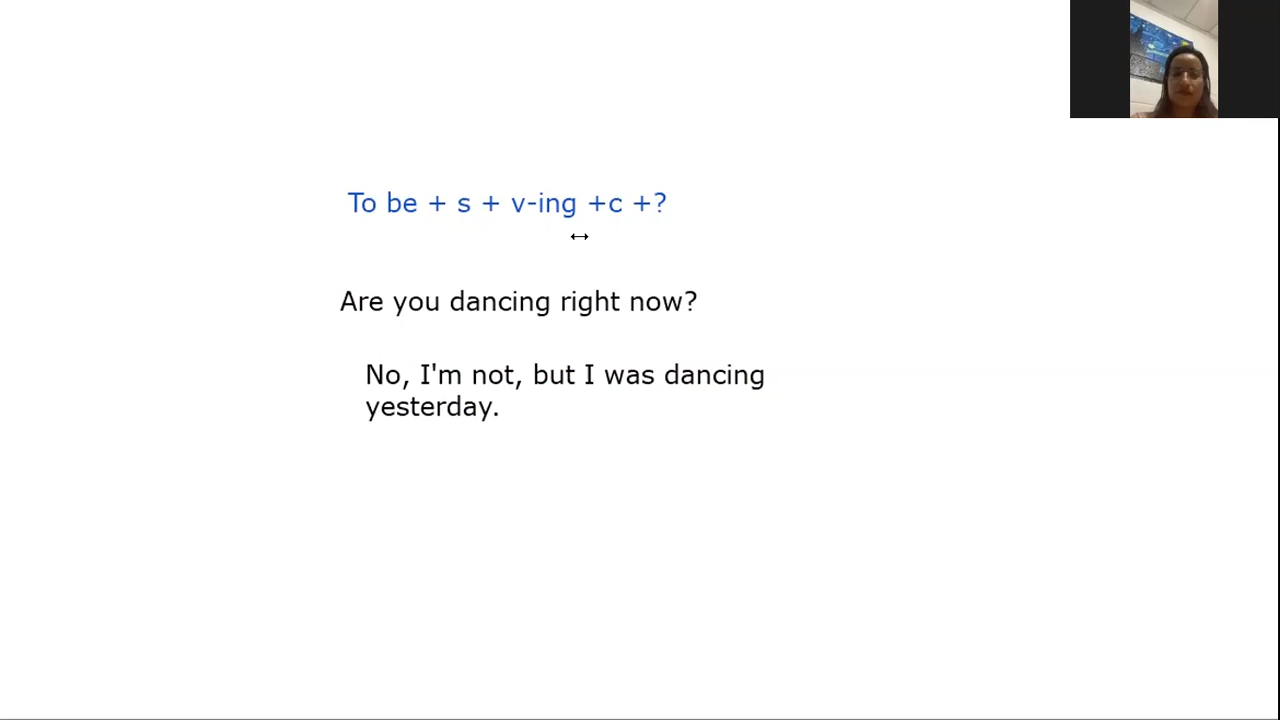 To be + s + v-ing +c +?
Are you dancing right now?
No, I'm not, but I was dancing
yesterday.